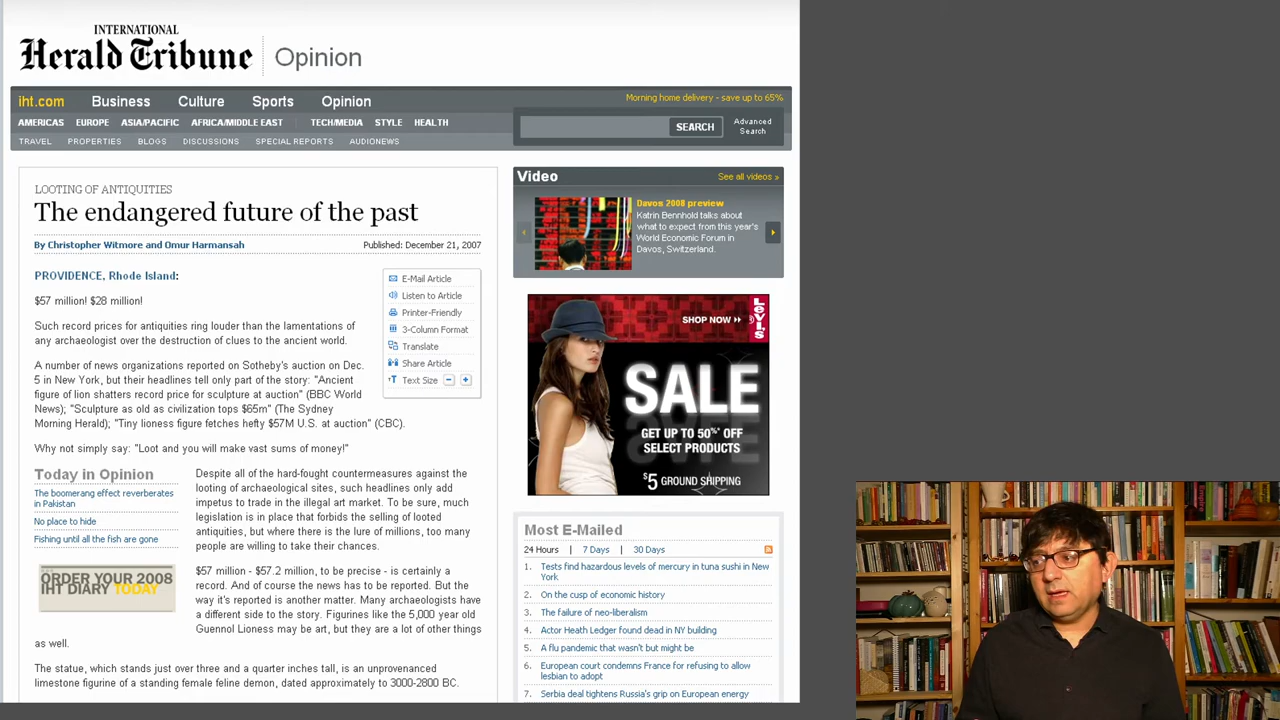 INTERNATIONAL
Herald Tribune
Opinion
iht.com Business Culture Sports Opinion
Morning home delivery - save up to 65%
AMERICAS EUROPE ASIA/PACIFIC AFRICA/MIDDLE EAST TECH/MEDIA STYLE HEALTH
TRAVEL PROPERTIES BLOGS DISCUSSIONS SPECIAL REPORTS AUDIONEWS
SEARCH
Advanced
Search
LOOTING OF ANTIQUITIES
The endangered future of the past
By Christopher Witmore and Omur Harmansah
Published: December 21, 2007
PROVIDENCE, Rhode Island:
$57 million! $28 million!
Such record prices for antiquities ring louder than the lamentations of
any archaeologist over the destruction of clues to the ancient world.
A number of news organizations reported on Sotheby's auction on Dec.
5 in New York, but their headlines tell only part of the story: "Ancient
figure of lion shatters record price for sculpture at auction" (BBC World
News); "Sculpture as old as civilization tops $65m" (The Sydney
Morning Herald); "Tiny lioness figure fetches hefty $57M U.S. at auction" (CBC).
Why not simply say: "Loot and you will make vast sums of money!"
E-Mail Article
Listen to Article
Printer-Friendly
3-Column Format
Translate
Share Article
Text Size
Today in Opinion
The boomerang effect reverberates
in Pakistan
No place to hide
Fishing until all the fish are gone
ORDER YOUR 2008
IHT DIARY TODAY
Despite all of the hard-fought countermeasures against the
looting of archaeological sites, such headlines only add
impetus to trade in the illegal art market. To be sure, much
legislation is in place that forbids the selling of looted
antiquities, but where there is the lure of millions, too many
people are willing to take their chances.
$57 million - $57.2 million, to be precise - is certainly a
record. And of course the news has to be reported. But the
way it's reported is another matter. Many archaeologists have
a different side to the story. Figurines like the 5,000 year old
Guennol Lioness may be art, but they are a lot of other things
as well.
The statue, which stands just over three and a quarter inches tall, is an unprovenanced
limestone figurine of a standing female feline demon, dated approximately to 3000-2800 BC.
Video
See all videos »
Davos 2008 preview
Katrin Bennhold talks about
what to expect from this year's
World Economic Forum in
Davos, Switzerland.
SHOP NOW
LEVI'S
SALE
GET UP TO 50%* OFF
SELECT PRODUCTS
$5 GROUND SHIPPING
Most E-Mailed
24 Hours | 7 Days | 30 Days
1. Tests find hazardous levels of mercury in tuna sushi in New
York
2. On the cusp of economic history
3. The failure of neo-liberalism
4. Actor Heath Ledger found dead in NY building
5. A flu pandemic that wasn't but might be
6. European court condemns France for refusing to allow
lesbian to adopt
7. Serbia deal tightens Russia's grip on European energy